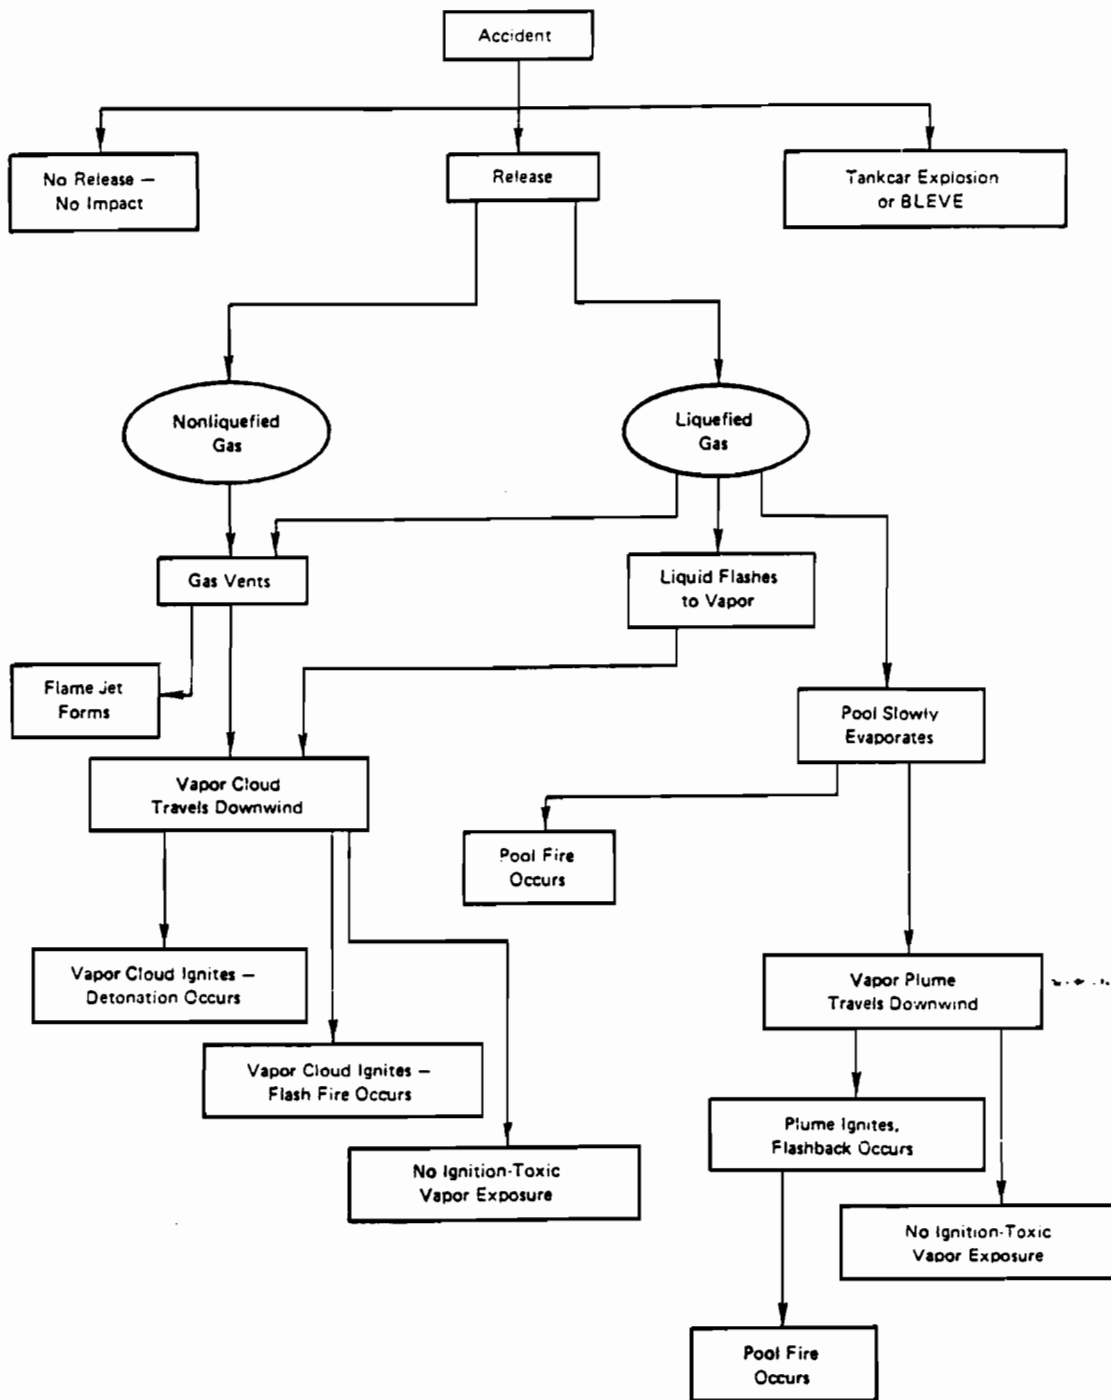 Accident
No Release —
No Impact
Release
Tankcar Explosion
or BLEVE
Nonliquefied
Gas
Liquefied
Gas
Gas Vents
Liquid Flashes
to Vapor
Flame Jet
Forms
Pool Slowly
Evaporates
Vapor Cloud
Travels Downwind
Pool Fire
Occurs
Vapor Cloud Ignites —
Detonation Occurs
Vapor Plume
Travels Downwind
Vapor Cloud Ignites —
Flash Fire Occurs
Plume Ignites,
Flashback Occurs
No Ignition-Toxic
Vapor Exposure
No Ignition-Toxic
Vapor Exposure
Pool Fire
Occurs